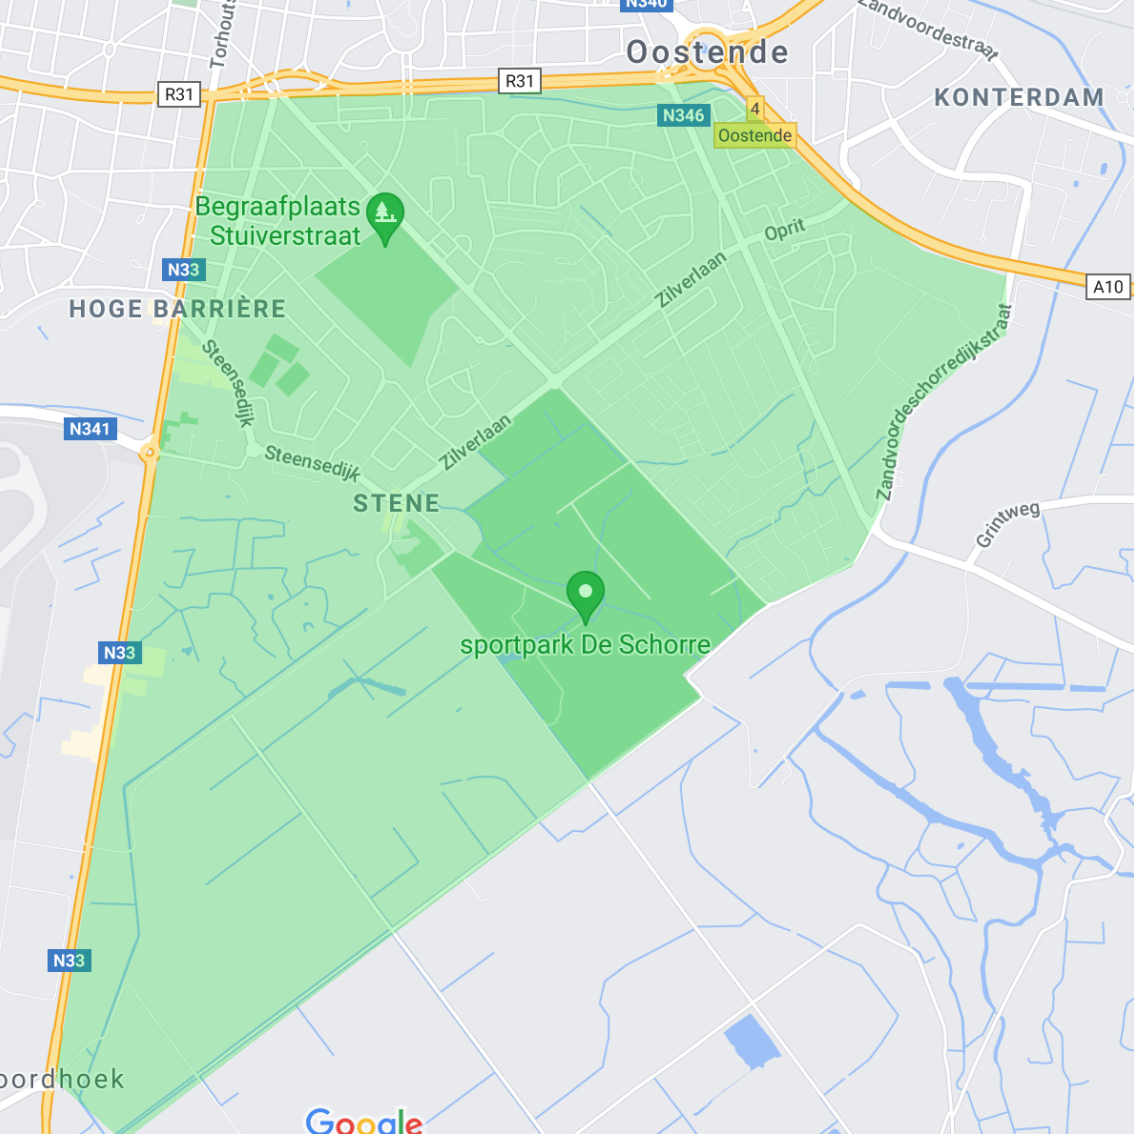 N340
Torhouts
Zandvoordestraat
Oostende
R31
R31
KONTERDAM
4
N346
Oostende
Begraafplaats
Stuiverstraat
Oprit
N33
Zilverlaan
A10
HOGE BARRIÈRE
Steensedijk
Zandvoordeschorredijkstraat
N341
Zilverlaan
Steensedijk
STENE
Grintweg
sportpark De Schorre
N33
N33
oordhoek
Google